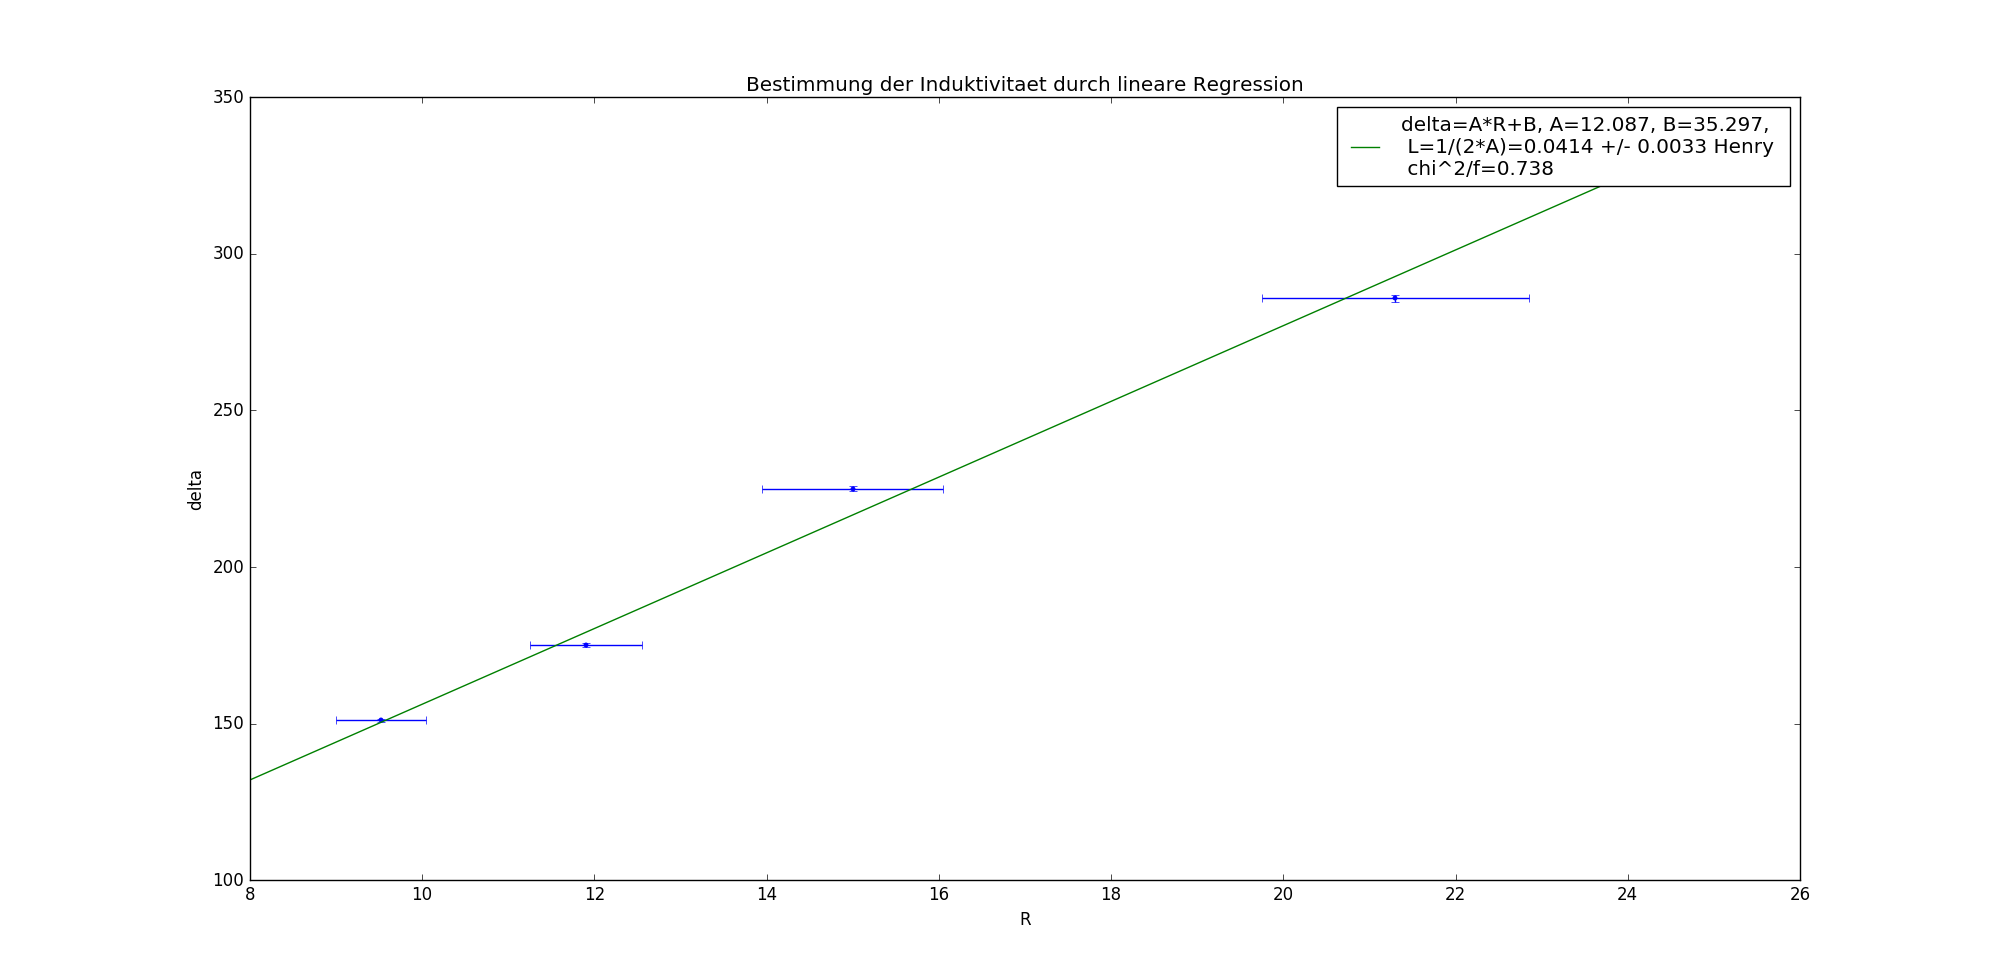 Bestimmung der Induktivitaet durch lineare Regression
delta=A*R+B, A=12.087, B=35.297,
L=1/(2*A)=0.0414 +/- 0.0033 Henry
chi^2/f=0.738
350
300
250
200
150
100
delta
8 10 12 14 16 18 20 22 24 26
R